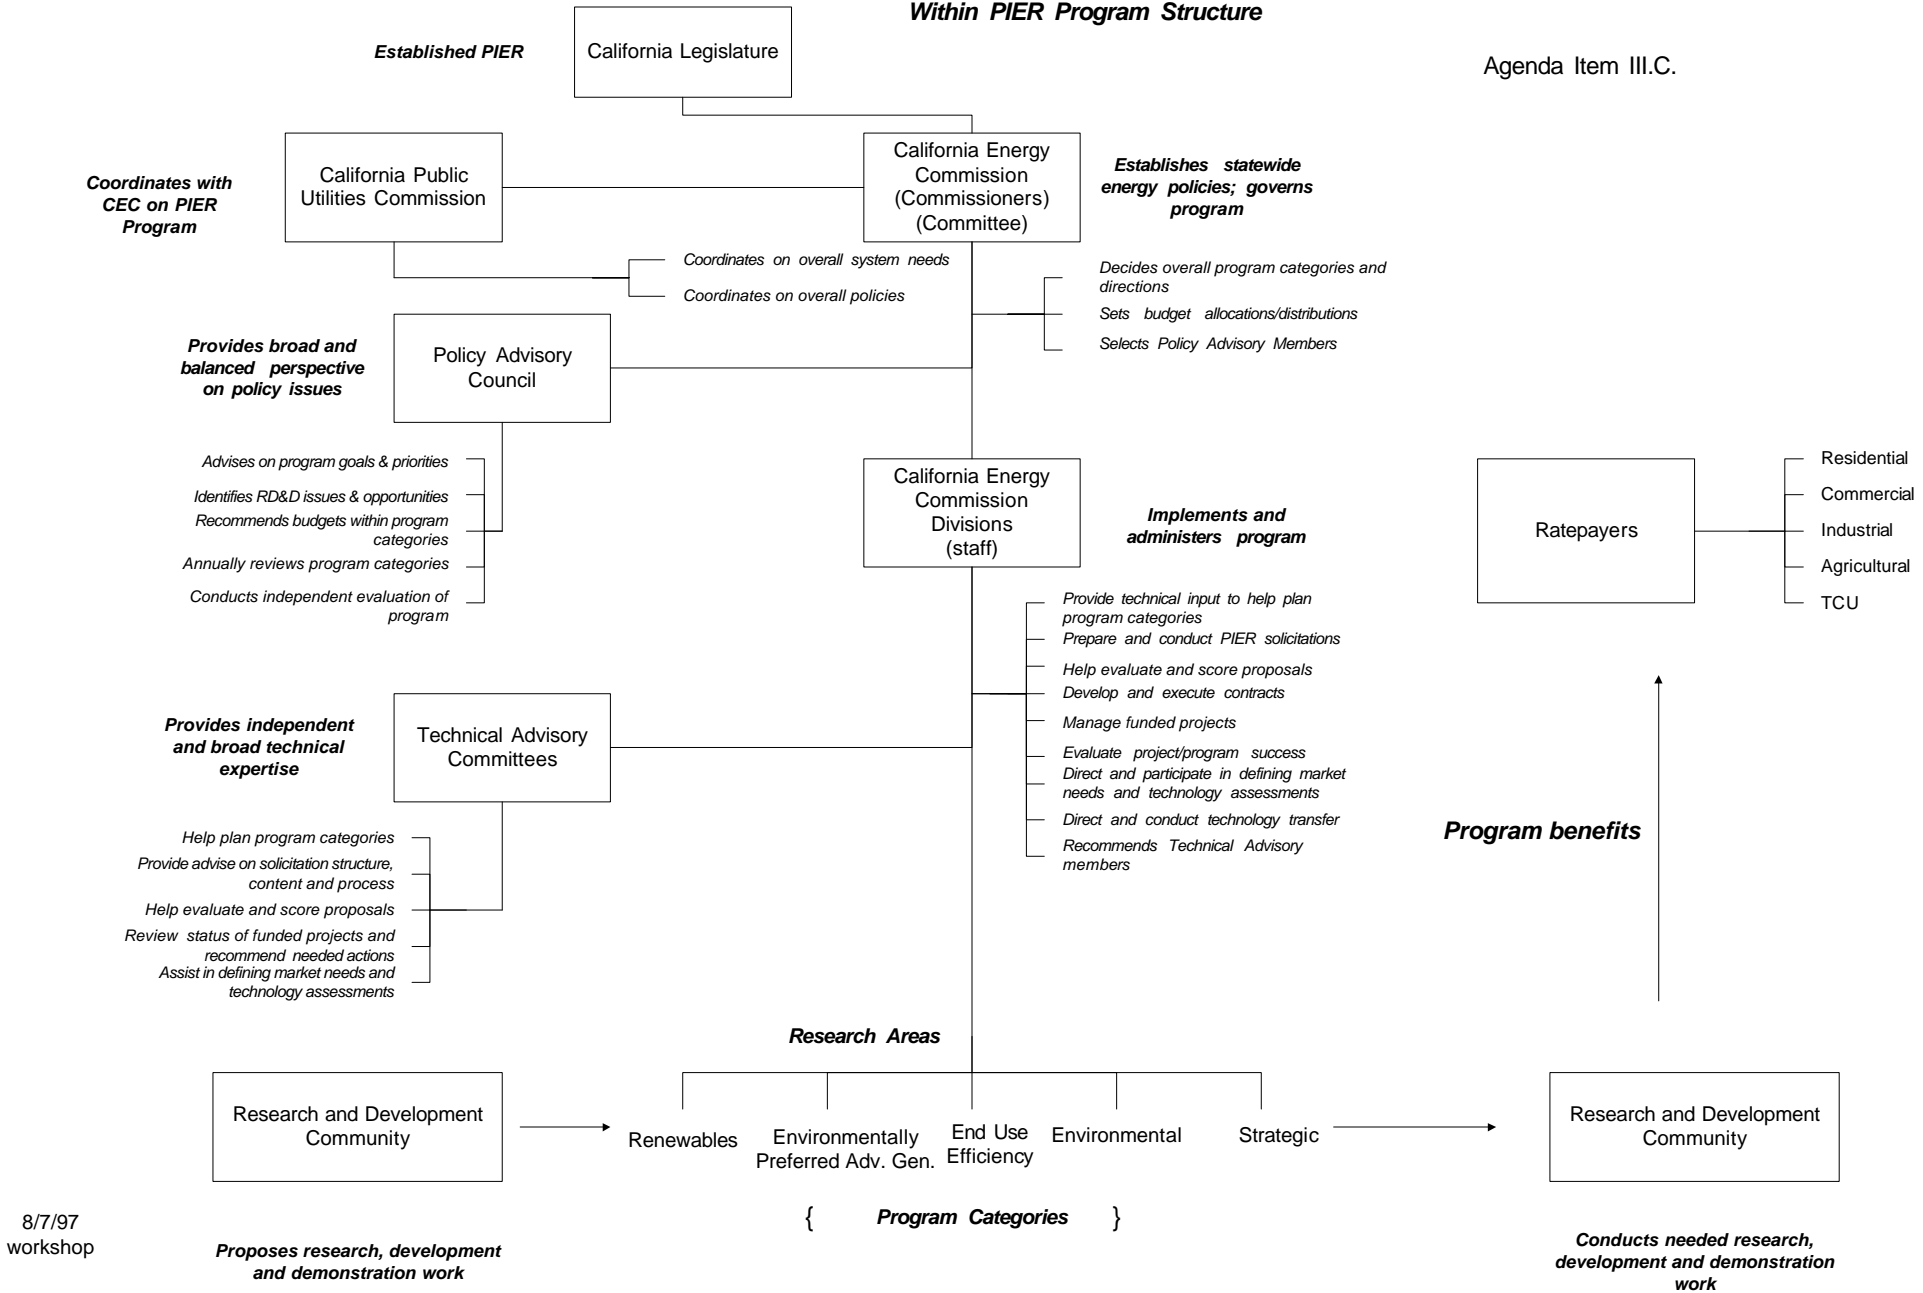 Within PIER Program Structure
Established PIER
California Legislature
Agenda Item III.C.
Coordinates with
CEC on PIER
Program
California Public
Utilities Commission
California Energy
Commission
(Commissioners)
(Committee)
Establishes statewide
energy policies; governs
program
Coordinates on overall system needs
Coordinates on overall policies
Decides overall program categories and
directions
Sets budget allocations/distributions
Selects Policy Advisory Members
Provides broad and
balanced perspective
on policy issues
Policy Advisory
Council
Advises on program goals & priorities
Identifies RD&D issues & opportunities
Recommends budgets within program
categories
Annually reviews program categories
Conducts independent evaluation of
program
California Energy
Commission
Divisions
(staff)
Implements and
administers program
Ratepayers
Residential
Commercial
Industrial
Agricultural
TCU
Provide technical input to help plan
program categories
Prepare and conduct PIER solicitations
Help evaluate and score proposals
Develop and execute contracts
Manage funded projects
Evaluate project/program success
Direct and participate in defining market
needs and technology assessments
Direct and conduct technology transfer
Recommends Technical Advisory
members
Provides independent
and broad technical
expertise
Technical Advisory
Committees
Help plan program categories
Provide advise on solicitation structure,
content and process
Help evaluate and score proposals
Review status of funded projects and
recommend needed actions
Assist in defining market needs and
technology assessments
Program benefits
Research Areas
Research and Development
Community
Renewables
Environmentally
Preferred Adv. Gen.
End Use
Efficiency
Environmental
Strategic
Research and Development
Community
{ Program Categories }
8/7/97
workshop
Proposes research, development
and demonstration work
Conducts needed research,
development and demonstration
work